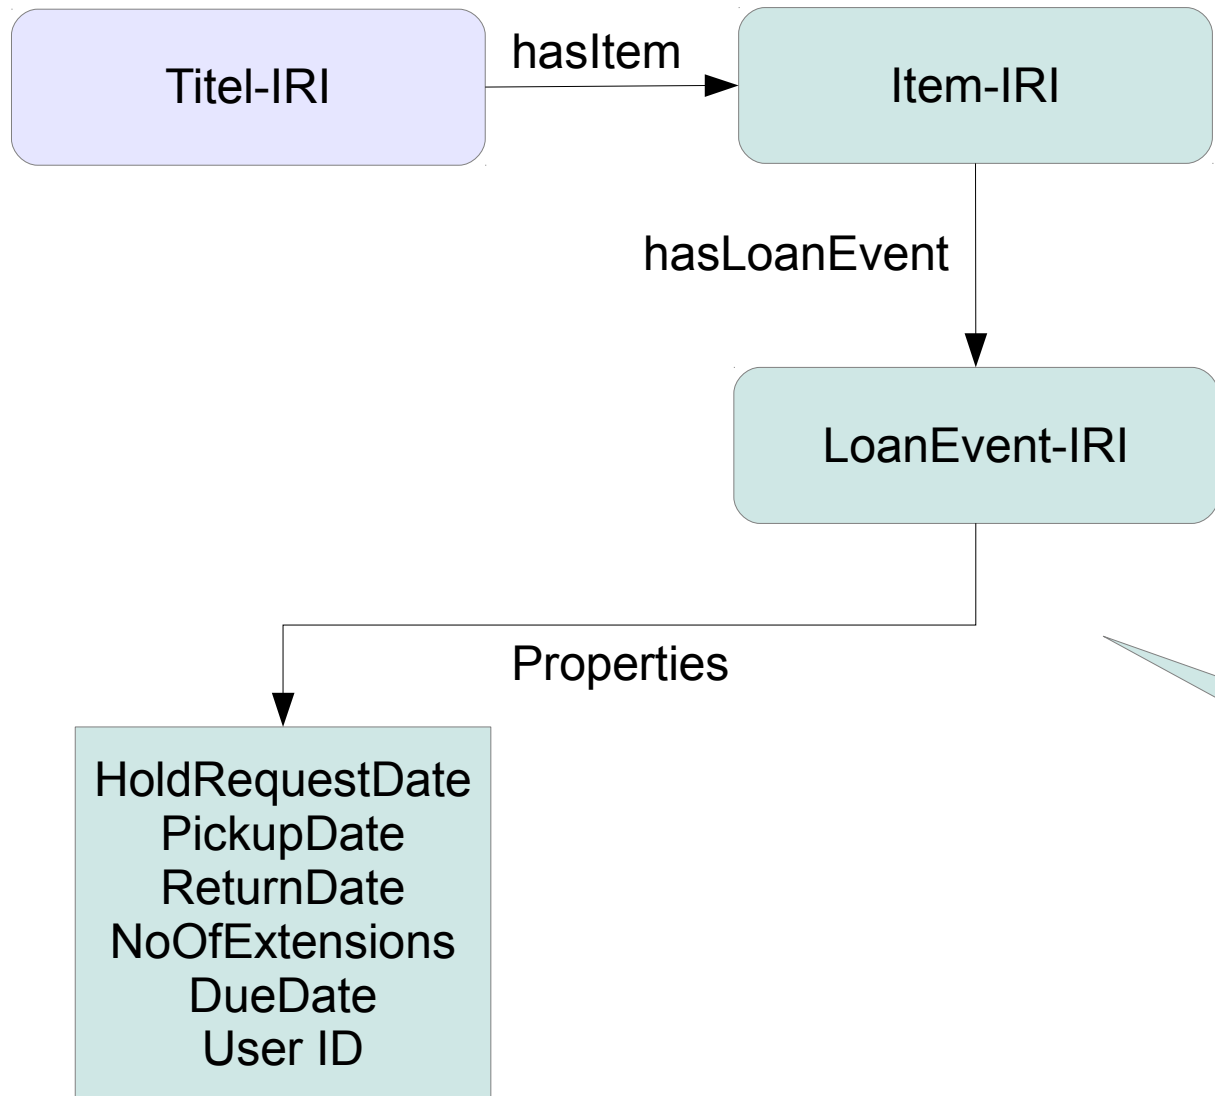 Titel-IRI
hasItem
Item-IRI
hasLoanEvent
LoanEvent-IRI
Properties
HoldRequestDate
PickupDate
ReturnDate
NoOfExtensions
DueDate
User ID